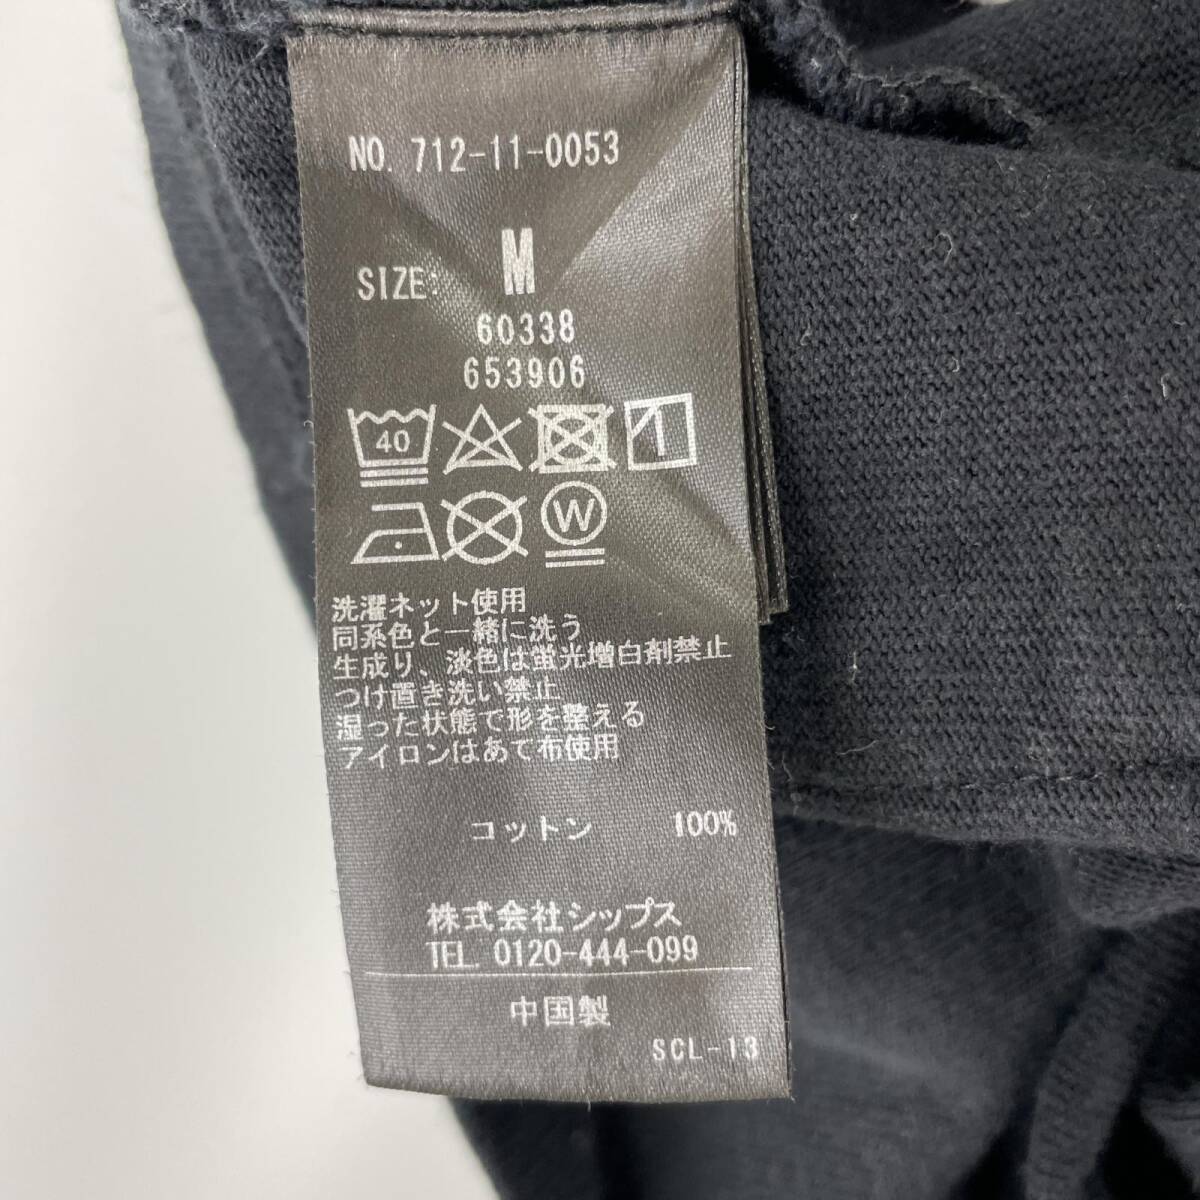 NO. 712-11-0053
SIZE: M
60338
653906
40
W
洗濯ネット使用
同系色と一緒に洗う
生成り、淡色は蛍光増白剤禁止
つけ置き洗い禁止
湿った状態で形を整える
アイロンはあて布使用
コットン 100%
株式会社シップス
TEL. 0120-444-099
中国製
SCL-13